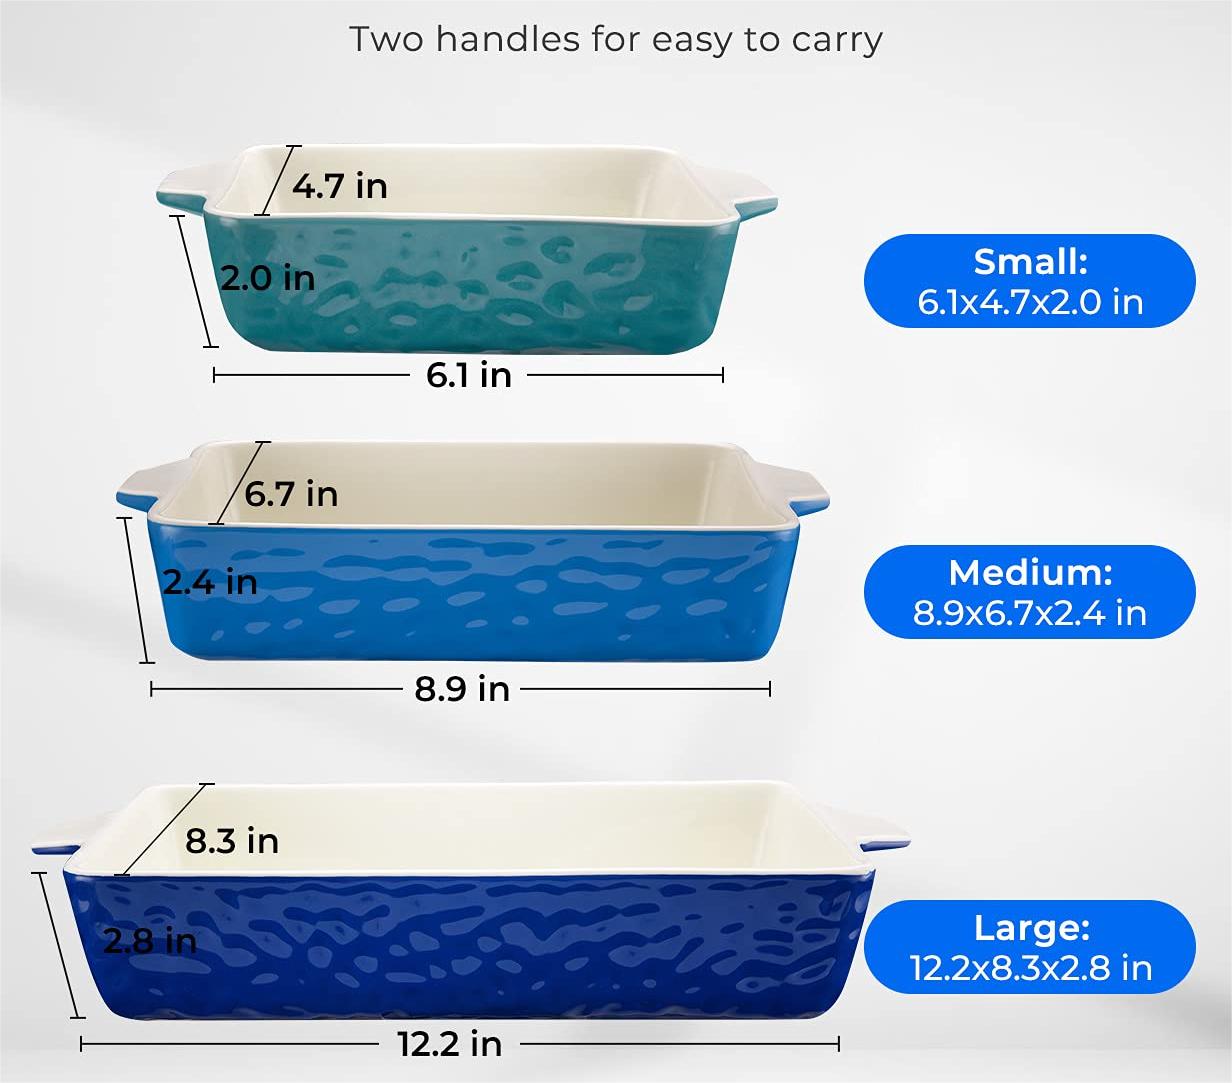 Two handles for easy to carry
4.7 in
2.0 in
6.1 in
Small:
6.1x4.7x2.0 in
6.7 in
2.4 in
8.9 in
Medium:
8.9x6.7x2.4 in
8.3 in
2.8 in
12.2 in
Large:
12.2x8.3x2.8 in